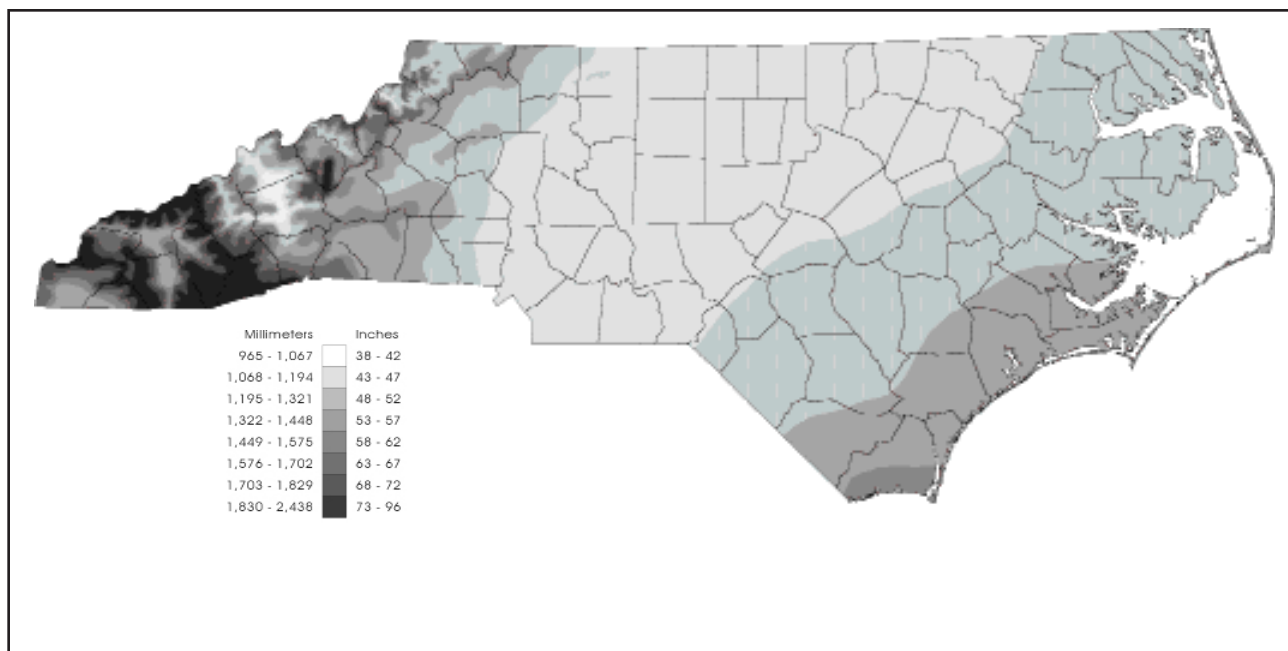 Millimeters Inches
965 - 1,067 38 - 42
1,068 - 1,194 43 - 47
1,195 - 1,321 48 - 52
1,322 - 1,448 53 - 57
1,449 - 1,575 58 - 62
1,576 - 1,702 63 - 67
1,703 - 1,829 68 - 72
1,830 - 2,438 73 - 96